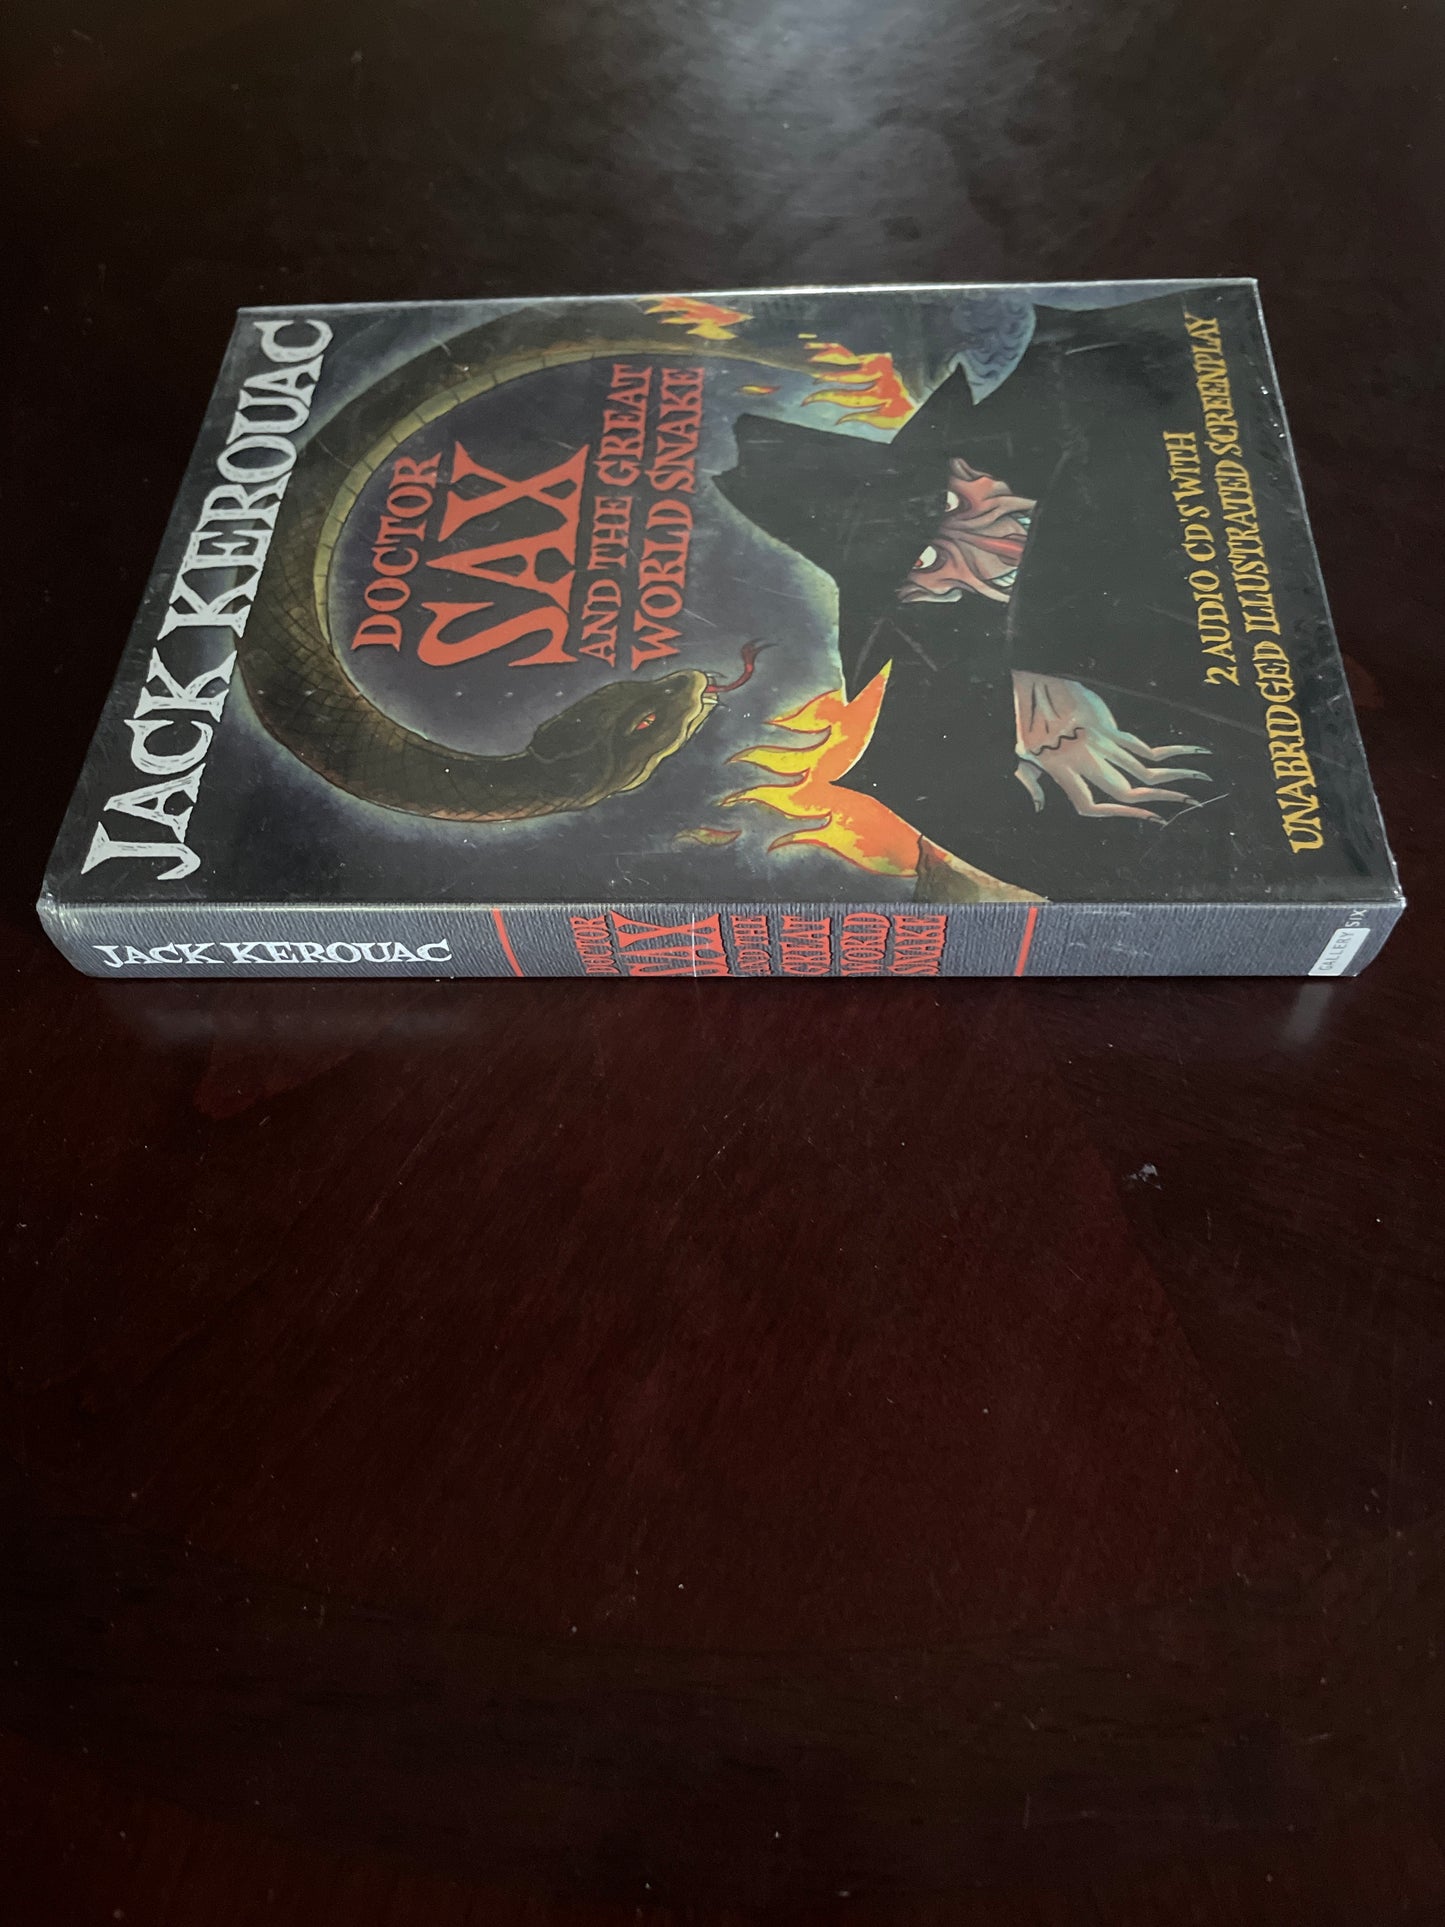 JACK KEROUAC
DOCTOR
SAX
AND THE GREAT
WORLD SNAKE
2 AUDIO CD'S WITH
UNABRIDGED ILLUSTRATED SCREENPLAY
JACK KEROUAC
DOCTOR
SAX
AND THE
GREAT
WORLD
SNAKE
GALLERY SIX